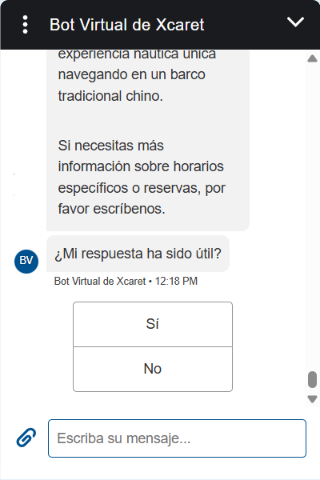 Bot Virtual de Xcaret
experiencia náutica única
navegando en un barco
tradicional chino.
Si necesitas más
información sobre horarios
específicos o reservas, por
favor escríbenos.
¿Mi respuesta ha sido útil?
BV
Bot Virtual de Xcaret • 12:18 PM
Sí
No
Escriba su mensaje...